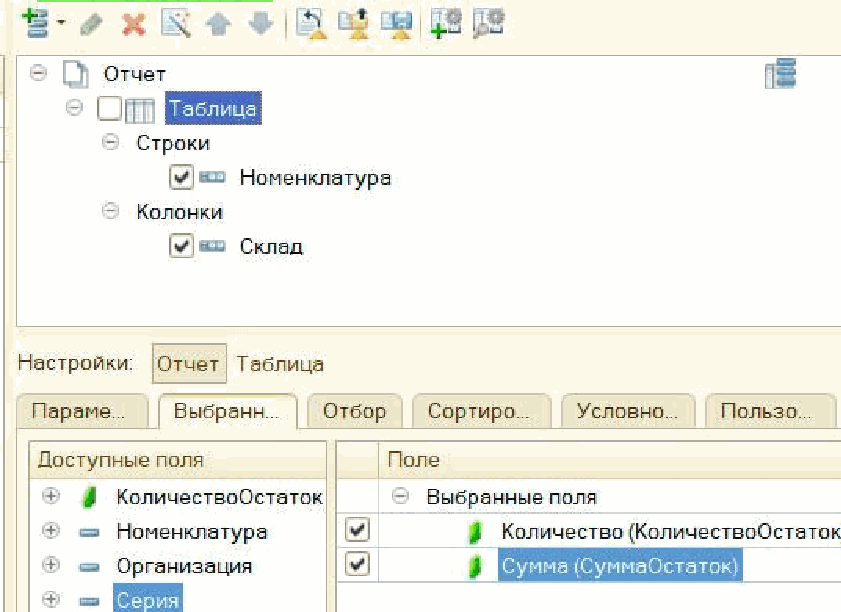 Отчет
Таблица
Строки
Номенклатура
Колонки
Склад
Настройки: Отчет Таблица
Параме... Выбранн... Отбор Сортиро... Условно... Пользо...
Доступные поля
КоличествоОстаток
Номенклатура
Организация
Серия
Поле
Выбранные поля
Количество (КоличествоОстаток
Сумма (СуммаОстаток)